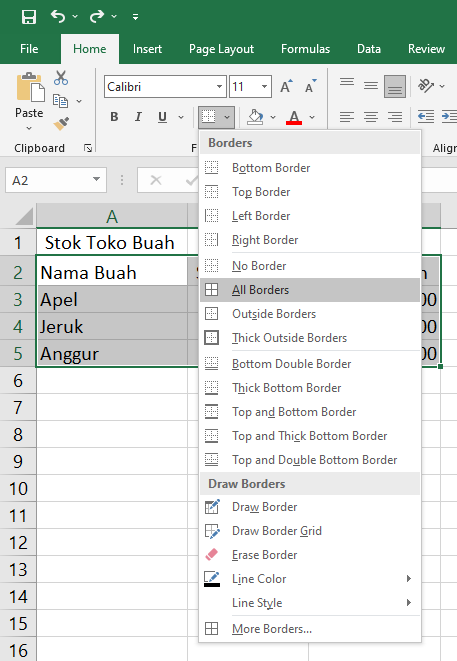 File Home Insert Page Layout Formulas Data Review
Calibri 11 A A
Paste
B I U A
Clipboard
A2
Borders
Bottom Border
Top Border
Left Border
Right Border
No Border
All Borders
Outside Borders
Thick Outside Borders
Bottom Double Border
Thick Bottom Border
Top and Bottom Border
Top and Thick Bottom Border
Top and Double Bottom Border
Draw Borders
Draw Border
Draw Border Grid
Erase Border
Line Color
Line Style
More Borders...
A
1 Stok Toko Buah
2 Nama Buah
3 Apel 00
4 Jeruk 00
5 Anggur 00
6
7
8
9
10
11
12
13
14
15
16